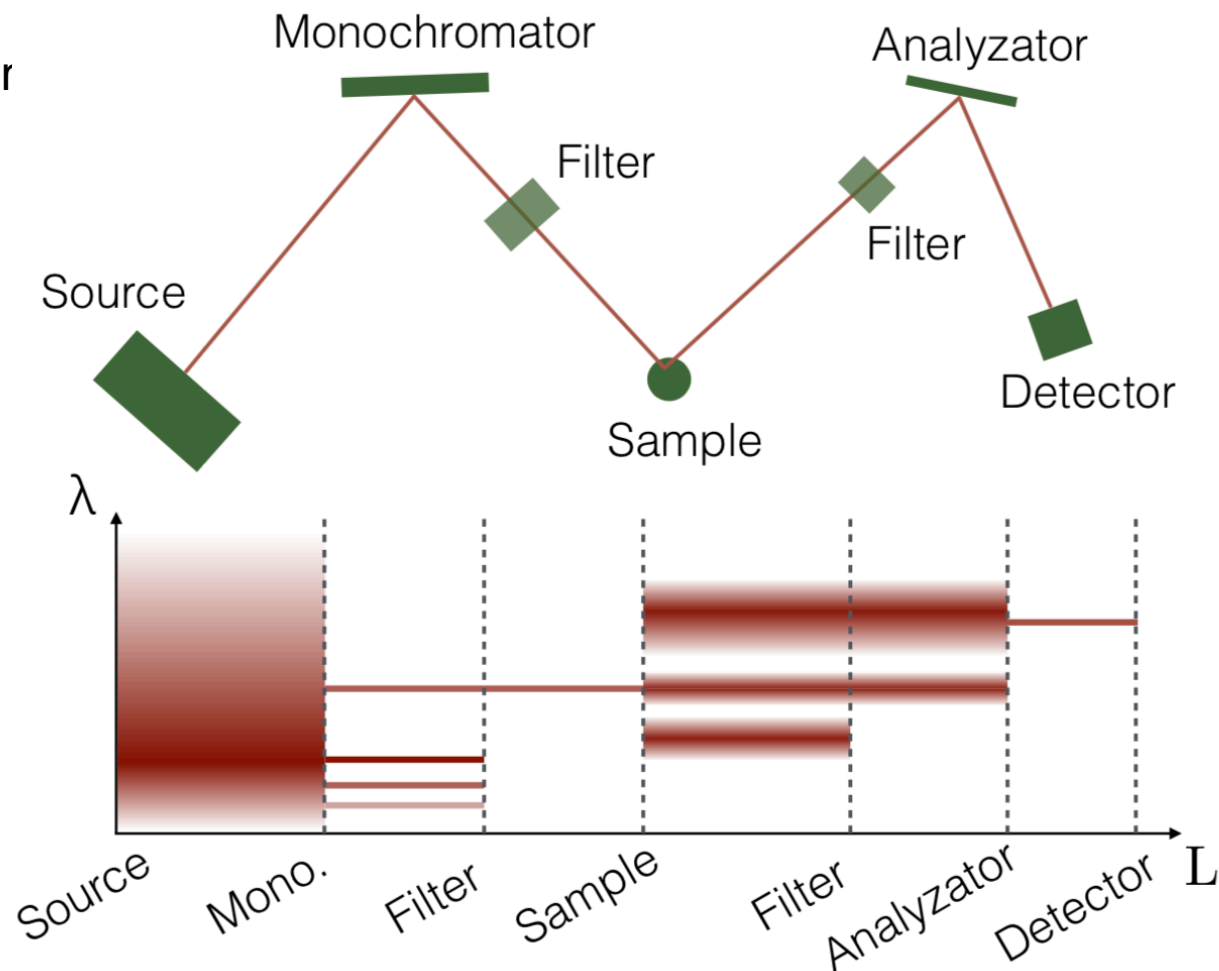 Monochromator
Analyzator
r
Filter
Filter
Source
Detector
Sample
λ
Source
Mono.
Filter
Sample
Filter
Analyzator
Detector
L